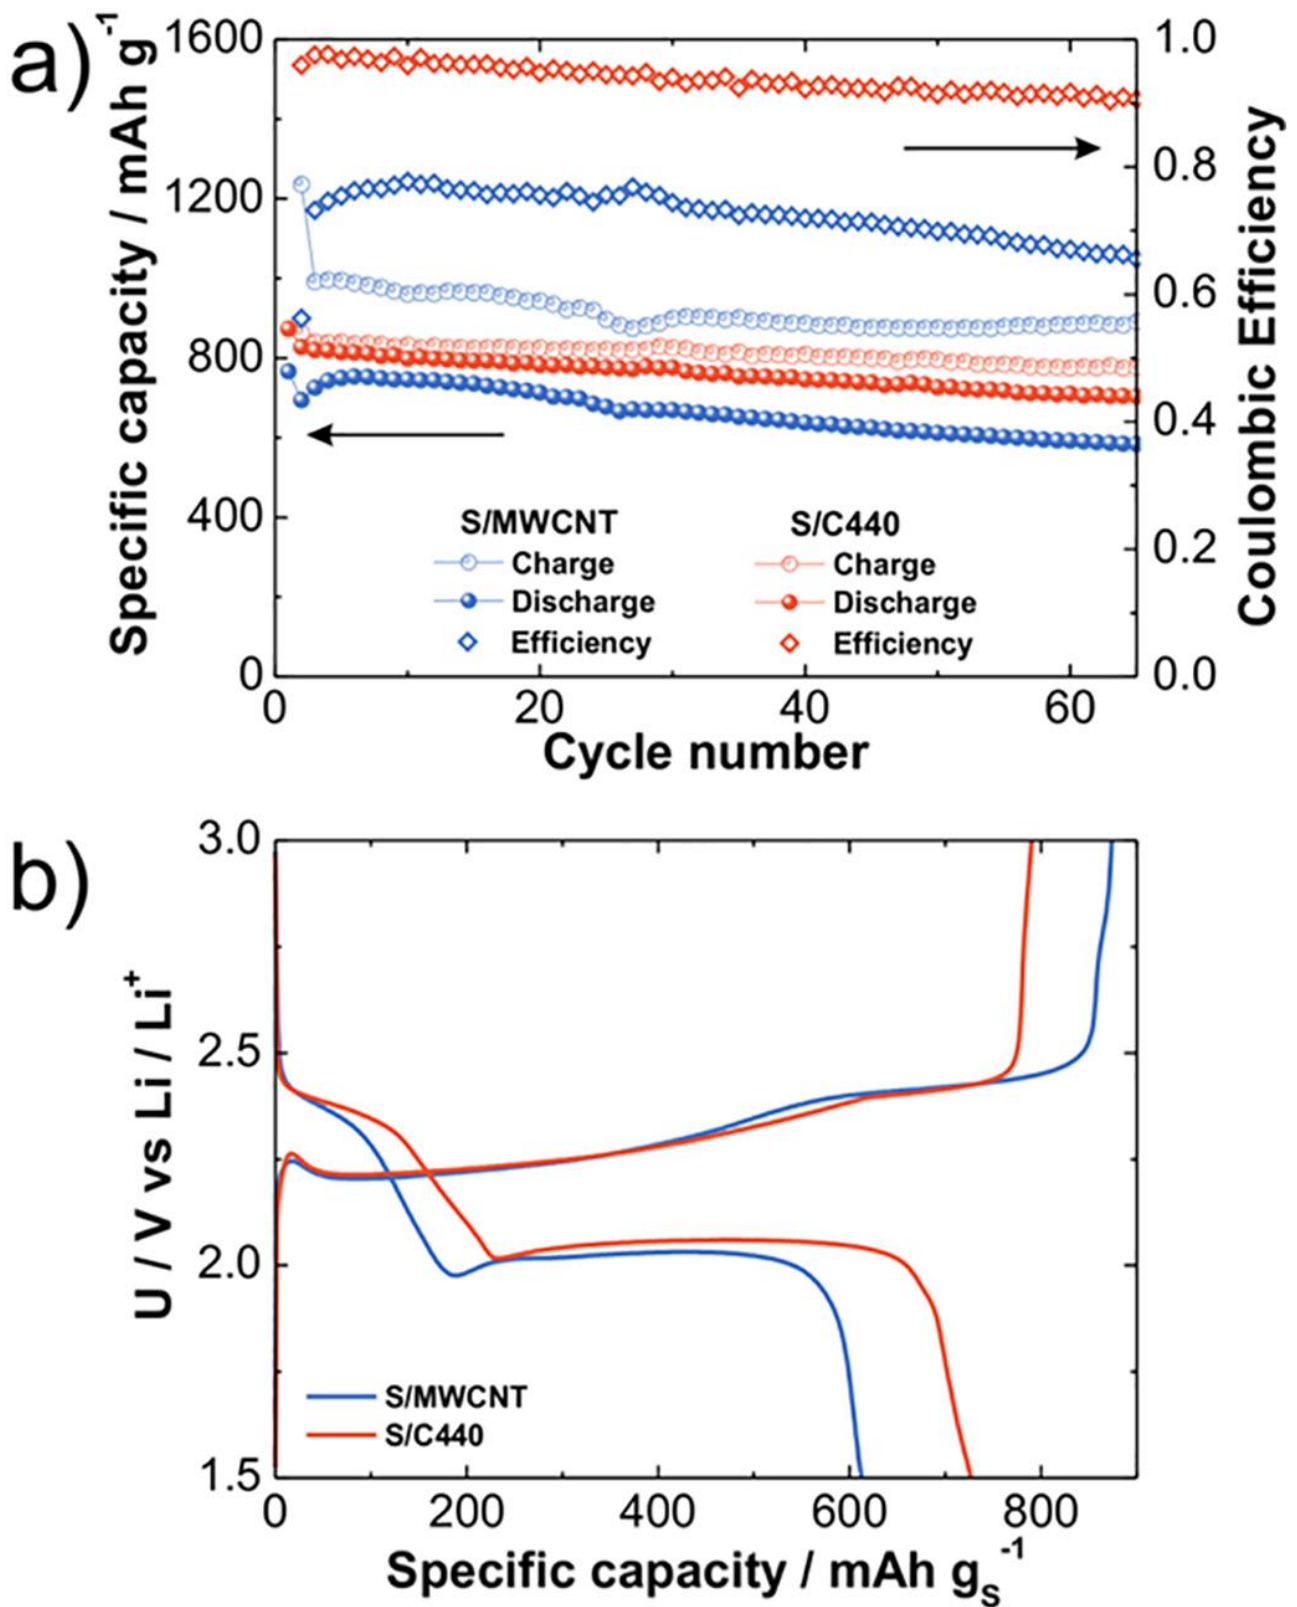 a)
Specific capacity / mAh g⁻¹
1600
1200
800
400
0
1.0
0.8
0.6
0.4
0.2
0.0
Coulombic Efficiency
S/MWCNT
Charge
Discharge
Efficiency
S/C440
Charge
Discharge
Efficiency
0 20 40 60
Cycle number
b)
U / V vs Li / Li⁺
3.0
2.5
2.0
1.5
S/MWCNT
S/C440
0 200 400 600 800
Specific capacity / mAh gₛ⁻¹